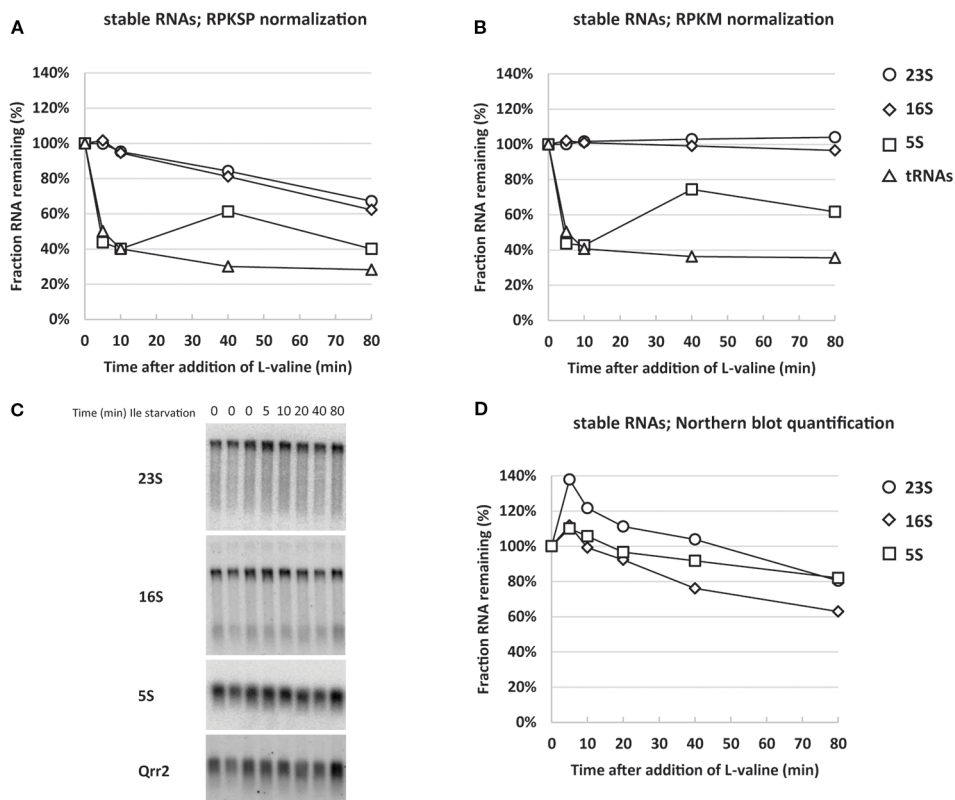 A
stable RNAs; RPKSP normalization
Fraction RNA remaining (%)
140%
120%
100%
80%
60%
40%
20%
0%
0 10 20 30 40 50 60 70 80
Time after addition of L-valine (min)
B
stable RNAs; RPKM normalization
Fraction RNA remaining (%)
140%
120%
100%
80%
60%
40%
20%
0%
0 10 20 30 40 50 60 70 80
Time after addition of L-valine (min)
23S
16S
5S
tRNAs
C
Time (min) Ile starvation 0 0 0 5 10 20 40 80
23S
16S
5S
Qrr2
D
stable RNAs; Northern blot quantification
Fraction RNA remaining (%)
140%
120%
100%
80%
60%
40%
20%
0%
0 10 20 30 40 50 60 70 80
Time after addition of L-valine (min)
23S
16S
5S